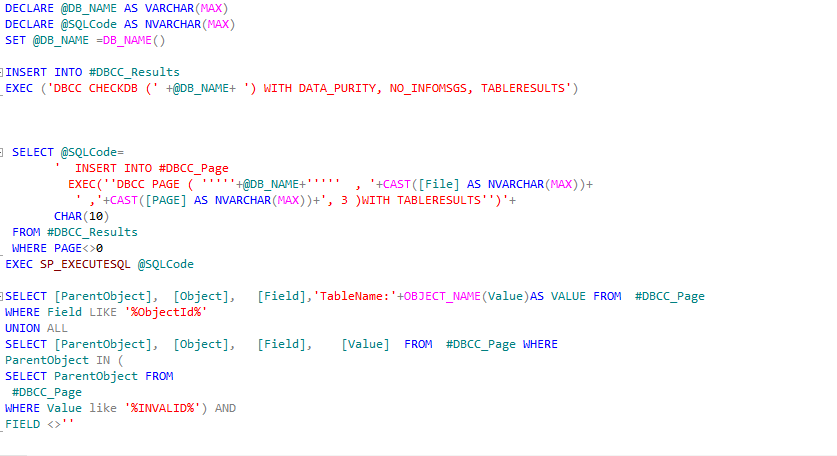 DECLARE @DB_NAME AS VARCHAR(MAX)
DECLARE @SQLCode AS NVARCHAR(MAX)
SET @DB_NAME =DB_NAME()
INSERT INTO #DBCC_Results
EXEC ('DBCC CHECKDB (' +@DB_NAME+ ') WITH DATA_PURITY, NO_INFOMSGS, TABLERESULTS')
SELECT @SQLCode=
'  INSERT INTO #DBCC_Page
EXEC(''DBCC PAGE ( '''''+@DB_NAME+'''''  , '+CAST([File] AS NVARCHAR(MAX))+
' ,'+CAST([PAGE] AS NVARCHAR(MAX))+', 3 )WITH TABLERESULTS'')'+
CHAR(10)
FROM #DBCC_Results
WHERE PAGE<>0
EXEC SP_EXECUTESQL @SQLCode
SELECT [ParentObject],  [Object],   [Field],'TableName:'+OBJECT_NAME(Value)AS VALUE FROM  #DBCC_Page
WHERE Field LIKE '%ObjectId%'
UNION ALL
SELECT [ParentObject],  [Object],   [Field],    [Value]  FROM  #DBCC_Page WHERE
ParentObject IN (
SELECT ParentObject FROM
#DBCC_Page
WHERE Value like '%INVALID%') AND
FIELD <>''